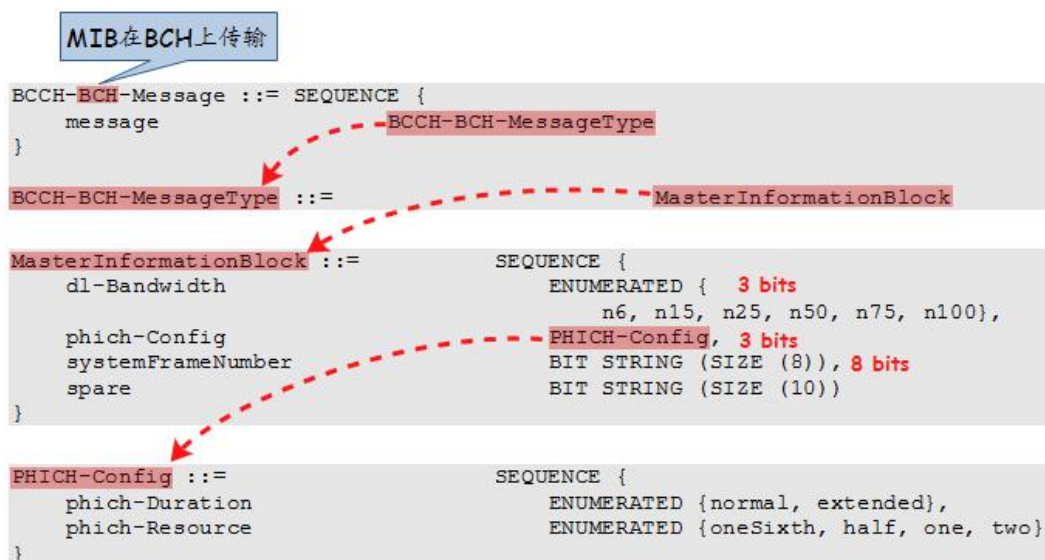 MIB在BCH上传输
BCCH-BCH-Message ::= SEQUENCE {
message BCCH-BCH-MessageType
}
BCCH-BCH-MessageType ::= MasterInformationBlock
MasterInformationBlock ::= SEQUENCE {
dl-Bandwidth ENUMERATED { 3 bits
n6, n15, n25, n50, n75, n100},
phich-Config PHICH-Config, 3 bits
systemFrameNumber BIT STRING (SIZE (8)), 8 bits
spare BIT STRING (SIZE (10))
}
PHICH-Config ::= SEQUENCE {
phich-Duration ENUMERATED {normal, extended},
phich-Resource ENUMERATED {oneSixth, half, one, two}
}